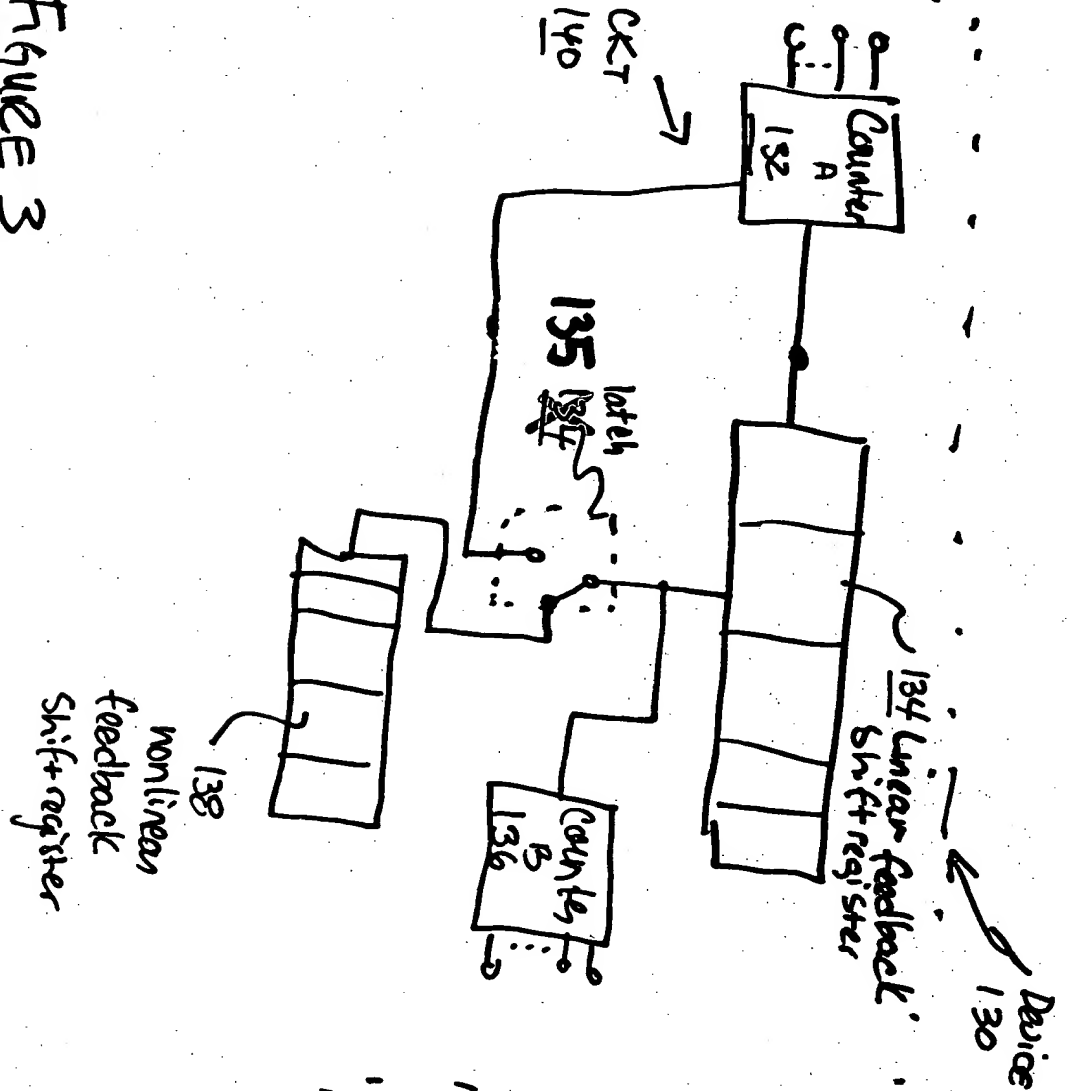 Device
130
Counter
A
132
134 Linear feedback
shift register
CKT
140
latch
135
Counter
B
136
138
nonlinear
feedback
shift register
FIGURE 3